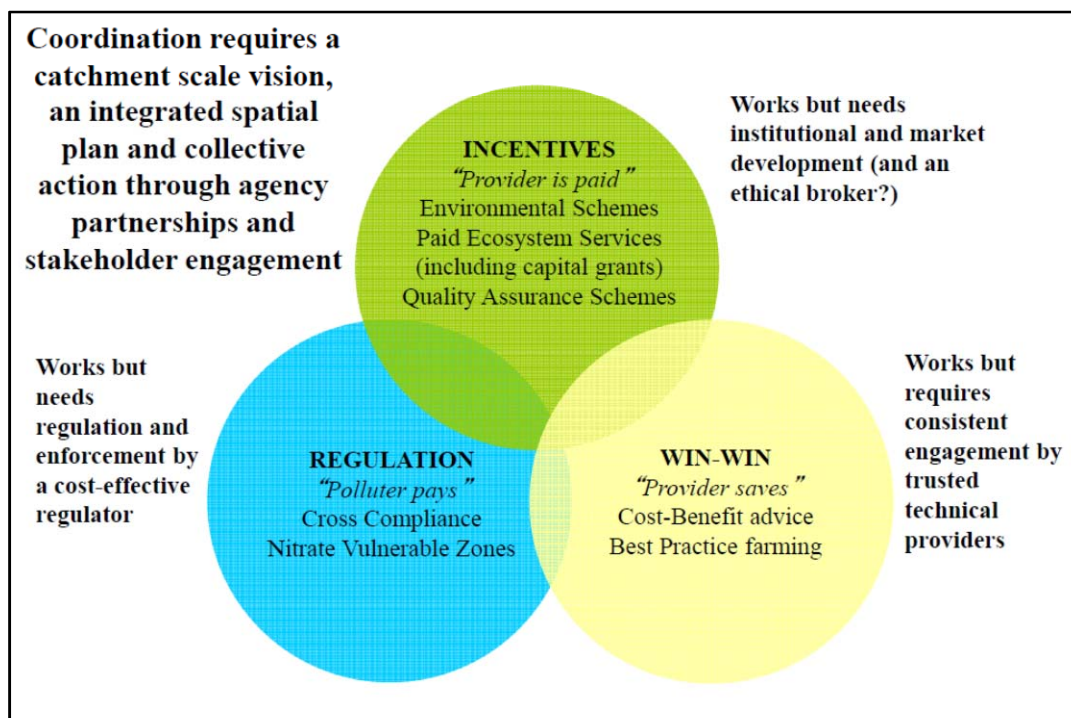 Coordination requires a
catchment scale vision,
an integrated spatial
plan and collective
action through agency
partnerships and
stakeholder engagement
INCENTIVES
“Provider is paid”
Environmental Schemes
Paid Ecosystem Services
(including capital grants)
Quality Assurance Schemes
Works but needs
institutional and market
development (and an
ethical broker?)
Works but
needs
regulation and
enforcement by
a cost-effective
regulator
REGULATION
“Polluter pays”
Cross Compliance
Nitrate Vulnerable Zones
WIN-WIN
“Provider saves”
Cost-Benefit advice
Best Practice farming
Works but
requires
consistent
engagement by
trusted
technical
providers